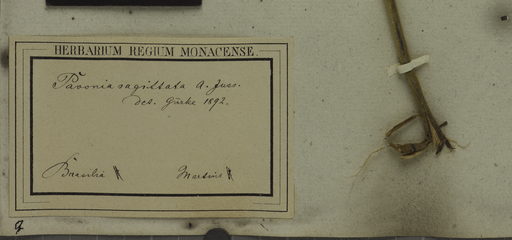 HERBARIUM REGIUM MONACENSE.
Pavonia sagittata A. Juss.
det. Gürke 1892.
Brasilia Martius
g